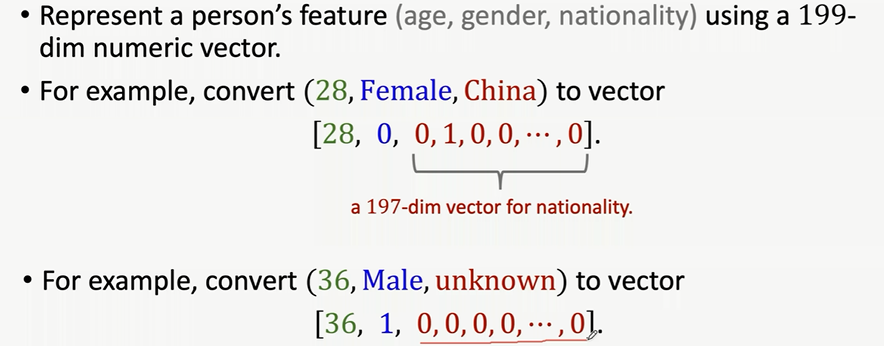 • Represent a person’s feature (age, gender, nationality) using a 199-
dim numeric vector.
• For example, convert (28, Female, China) to vector
[28, 0, 0, 1, 0, 0, ⋯ , 0].
a 197-dim vector for nationality.
• For example, convert (36, Male, unknown) to vector
[36, 1, 0, 0, 0, 0, ⋯ , 0].